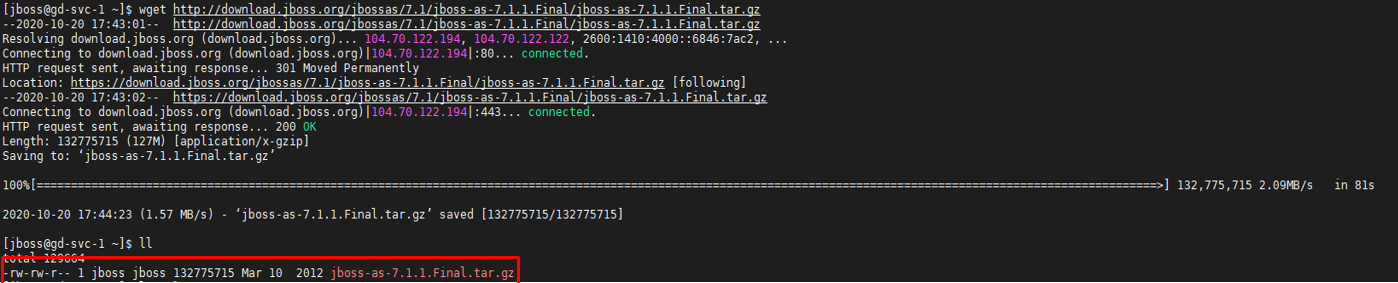 [jboss@gd-svc-1 ~]$ wget http://download.jboss.org/jbossas/7.1/jboss-as-7.1.1.Final/jboss-as-7.1.1.Final.tar.gz
--2020-10-20 17:43:01--  http://download.jboss.org/jbossas/7.1/jboss-as-7.1.1.Final/jboss-as-7.1.1.Final.tar.gz
Resolving download.jboss.org (download.jboss.org)... 104.70.122.194, 104.70.122.122, 2600:1410:4000::6846:7ac2, ...
Connecting to download.jboss.org (download.jboss.org)|104.70.122.194|:80... connected.
HTTP request sent, awaiting response... 301 Moved Permanently
Location: https://download.jboss.org/jbossas/7.1/jboss-as-7.1.1.Final/jboss-as-7.1.1.Final.tar.gz [following]
--2020-10-20 17:43:02--  https://download.jboss.org/jbossas/7.1/jboss-as-7.1.1.Final/jboss-as-7.1.1.Final.tar.gz
Connecting to download.jboss.org (download.jboss.org)|104.70.122.194|:443... connected.
HTTP request sent, awaiting response... 200 OK
Length: 132775715 (127M) [application/x-gzip]
Saving to: ‘jboss-as-7.1.1.Final.tar.gz’
100%[=====================================================================================================================================================================>] 132,775,715 2.09MB/s   in 81s
2020-10-20 17:44:23 (1.57 MB/s) - ‘jboss-as-7.1.1.Final.tar.gz’ saved [132775715/132775715]
[jboss@gd-svc-1 ~]$ ll
total 129664
-rw-rw-r-- 1 jboss jboss 132775715 Mar 10  2012 jboss-as-7.1.1.Final.tar.gz